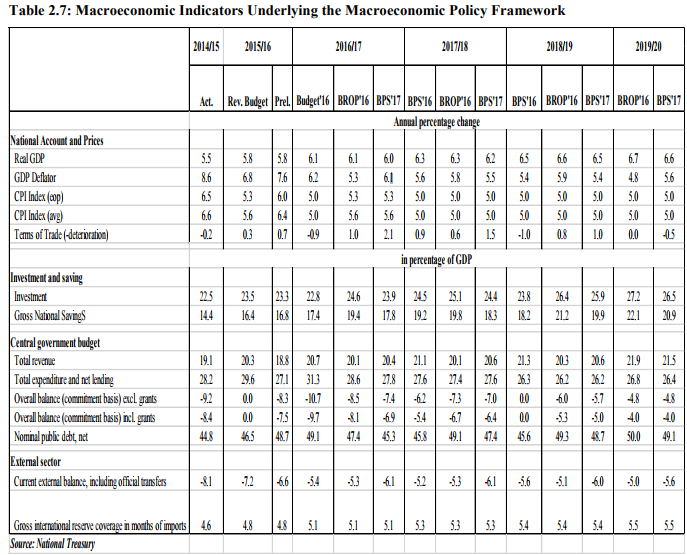 Table 2.7: Macroeconomic Indicators Underlying the Macroeconomic Policy Framework
2014/15 2015/16 2016/17 2017/18 2018/19 2019/20
Act. Rev. Budget Prel. Budget'16 BROP'16 BPS'17 BPS'16 BROP'16 BPS'17 BPS'16 BROP'16 BPS'17 BROP'16 BPS'17
Annual percentage change
National Account and Prices
Real GDP 5.5 5.8 5.8 6.1 6.1 6.0 6.3 6.3 6.2 6.5 6.6 6.5 6.7 6.6
GDP Deflator 8.6 6.8 7.6 6.2 5.3 6.1 5.6 5.8 5.5 5.4 5.9 5.4 4.8 5.6
CPI Index (eop) 6.5 5.3 6.0 5.0 5.3 5.3 5.0 5.0 5.0 5.0 5.0 5.0 5.0 5.0
CPI Index (avg) 6.6 5.6 6.4 5.0 5.6 5.6 5.0 5.0 5.0 5.0 5.0 5.0 5.0 5.0
Terms of Trade (-deterioration) -0.2 0.3 0.7 -0.9 1.0 2.1 0.9 0.6 1.5 -1.0 0.8 1.0 0.0 -0.5
in percentage of GDP
Investment and saving
Investment 22.5 23.5 23.3 22.8 24.6 23.9 24.5 25.1 24.4 23.8 26.4 25.9 27.2 26.5
Gross National SavingS 14.4 16.4 16.8 17.4 19.4 17.8 19.2 19.8 18.3 18.2 21.2 19.9 22.1 20.9
Central government budget
Total revenue 19.1 20.3 18.8 20.7 20.1 20.4 21.1 20.1 20.6 21.3 20.3 20.6 21.9 21.5
Total expenditure and net lending 28.2 29.6 27.1 31.3 28.6 27.8 27.6 27.4 27.6 26.3 26.2 26.2 26.8 26.4
Overall balance (commitment basis) excl. grants -9.2 0.0 -8.3 -10.7 -8.5 -7.4 -6.2 -7.3 -7.0 0.0 -6.0 -5.7 -4.8 -4.8
Overall balance (commitment basis) incl. grants -8.4 0.0 -7.5 -9.7 -8.1 -6.9 -5.4 -6.7 -6.4 0.0 -5.3 -5.0 -4.0 -4.0
Nominal public debt, net 44.8 46.5 48.7 49.1 47.4 45.3 45.8 49.1 47.4 45.6 49.3 48.7 50.0 49.1
External sector
Current external balance, including official transfers -8.1 -7.2 -6.6 -5.4 -5.3 -6.1 -5.2 -5.3 -6.1 -5.6 -5.1 -6.0 -5.0 -5.6
Gross international reserve coverage in months of imports 4.6 4.8 4.8 5.1 5.1 5.1 5.3 5.3 5.3 5.4 5.4 5.4 5.5 5.5
Source: National Treasury